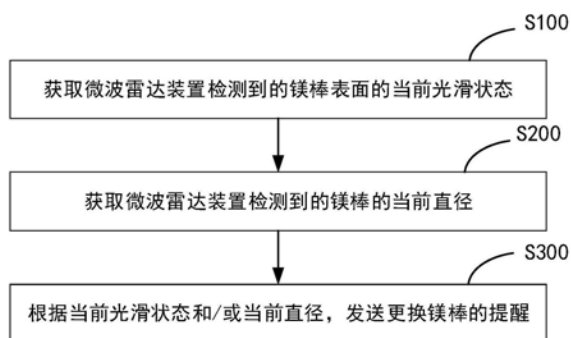 S100
获取微波雷达装置检测到的镁棒表面的当前光滑状态
S200
获取微波雷达装置检测到的镁棒的当前直径
S300
根据当前光滑状态和/或当前直径，发送更换镁棒的提醒